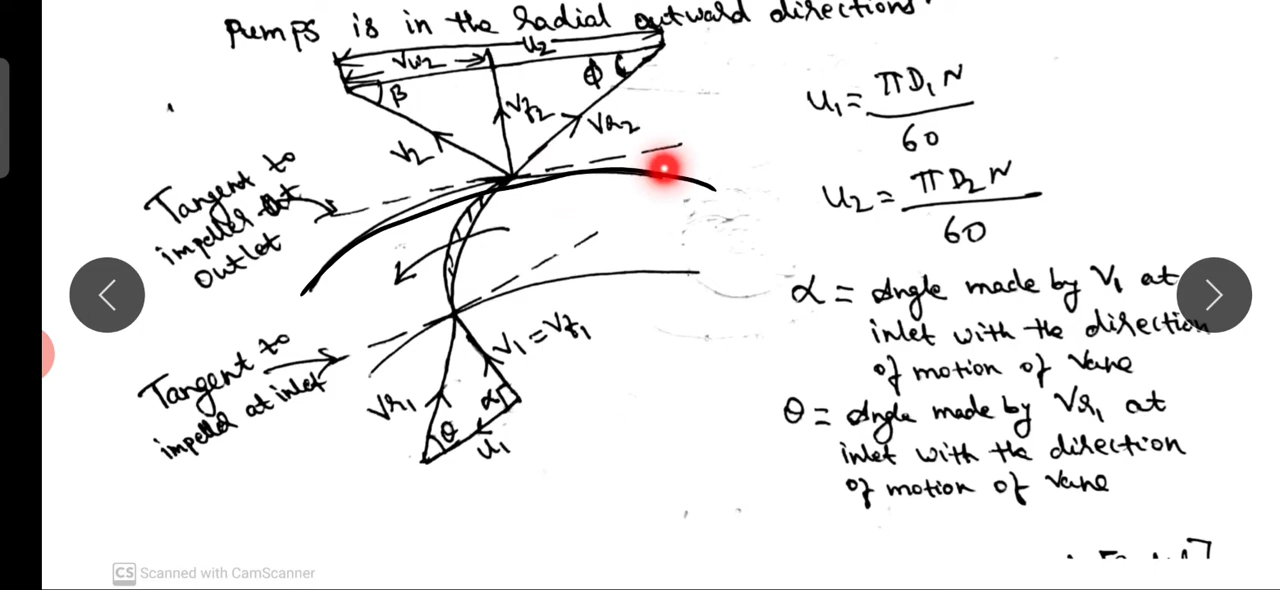 Pumps is in the radial outward directions.
u2
Vw2
β
Φ
Vf2
Vr2
V2
Tangent to
impeller at
outlet
Tangent to
impeller at inlet
V1 = Vf1
Vr1
α
θ
u1
u1 = πD1N
60
u2 = πD2N
60
α = Angle made by V1 at
inlet with the direction
of motion of vane
θ = Angle made by Vr1 at
inlet with the direction
of motion of vane
CS Scanned with CamScanner